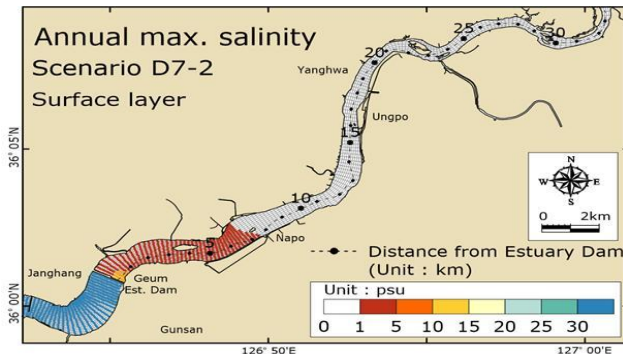 Annual max. salinity
Scenario D7-2
Surface layer
25
30
20
Yanghwa
Ungpo
15
36°05'N
N
W E
S
0 2km
10
5
Napo
Distance from Estuary Dam
(Unit : km)
Janghang
Geum
Est. Dam
Unit : psu
0 1 5 10 15 20 25 30
36°00'N
Gunsan
126°50'E
127°00'E